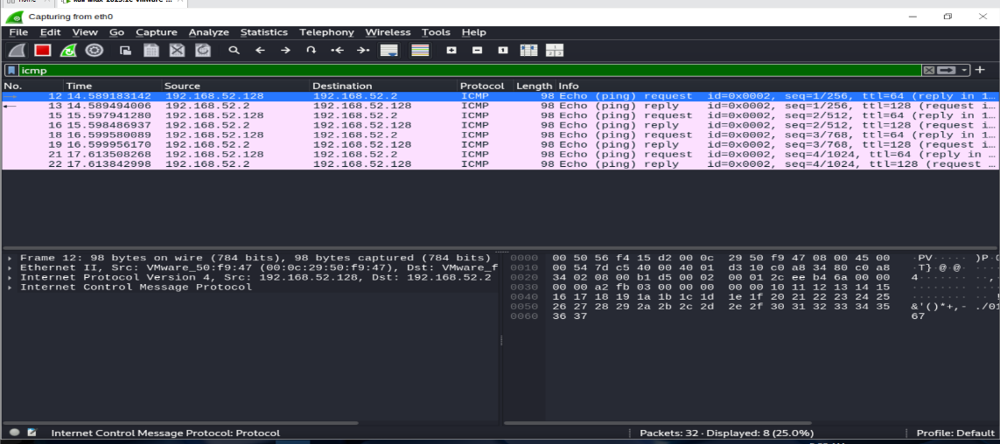 Home
kali-linux-2025.1c-vmware-...
Capturing from eth0
File Edit View Go Capture Analyze Statistics Telephony Wireless Tools Help
icmp
No. Time Source Destination Protocol Length Info
12 14.589183142 192.168.52.128 192.168.52.2 ICMP 98 Echo (ping) request id=0x0002, seq=1/256, ttl=64 (reply in 1…
13 14.589494006 192.168.52.2 192.168.52.128 ICMP 98 Echo (ping) reply id=0x0002, seq=1/256, ttl=128 (request i…
15 15.597941280 192.168.52.128 192.168.52.2 ICMP 98 Echo (ping) request id=0x0002, seq=2/512, ttl=64 (reply in 1…
16 15.598486937 192.168.52.2 192.168.52.128 ICMP 98 Echo (ping) reply id=0x0002, seq=2/512, ttl=128 (request i…
18 16.599580089 192.168.52.128 192.168.52.2 ICMP 98 Echo (ping) request id=0x0002, seq=3/768, ttl=64 (reply in 1…
19 16.599956170 192.168.52.2 192.168.52.128 ICMP 98 Echo (ping) reply id=0x0002, seq=3/768, ttl=128 (request i…
21 17.613508268 192.168.52.128 192.168.52.2 ICMP 98 Echo (ping) request id=0x0002, seq=4/1024, ttl=64 (reply in …
22 17.613842998 192.168.52.2 192.168.52.128 ICMP 98 Echo (ping) reply id=0x0002, seq=4/1024, ttl=128 (request …
Frame 12: 98 bytes on wire (784 bits), 98 bytes captured (784 bits)
Ethernet II, Src: VMware_50:f9:47 (00:0c:29:50:f9:47), Dst: VMware_f
Internet Protocol Version 4, Src: 192.168.52.128, Dst: 192.168.52.2
Internet Control Message Protocol
0000 00 50 56 f4 15 d2 00 0c 29 50 f9 47 08 00 45 00 ·PV····· )P·G
0010 00 54 7d c5 40 00 40 01 d3 10 c0 a8 34 80 c0 a8 ·T}·@·@·
0020 34 02 08 00 b1 d5 00 02 00 01 2c ee b4 6a 00 00 4······· ··,·
0030 00 00 a2 fb 03 00 00 00 00 00 10 11 12 13 14 15
0040 16 17 18 19 1a 1b 1c 1d 1e 1f 20 21 22 23 24 25 ········ ·· !
0050 26 27 28 29 2a 2b 2c 2d 2e 2f 30 31 32 33 34 35 &'()*+,- ./01
0060 36 37 67
Internet Control Message Protocol: Protocol
Packets: 32 · Displayed: 8 (25.0%)
Profile: Default